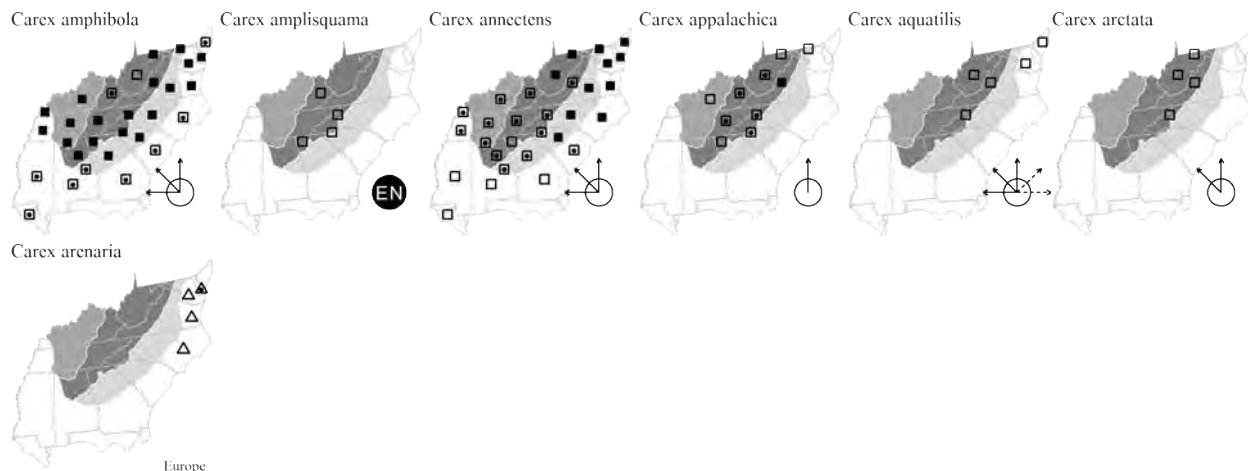 Carex amphibola
Carex amplisquama
Carex annectens
Carex appalachica
Carex aquatilis
Carex arctata
EN
Carex arenaria
Europe